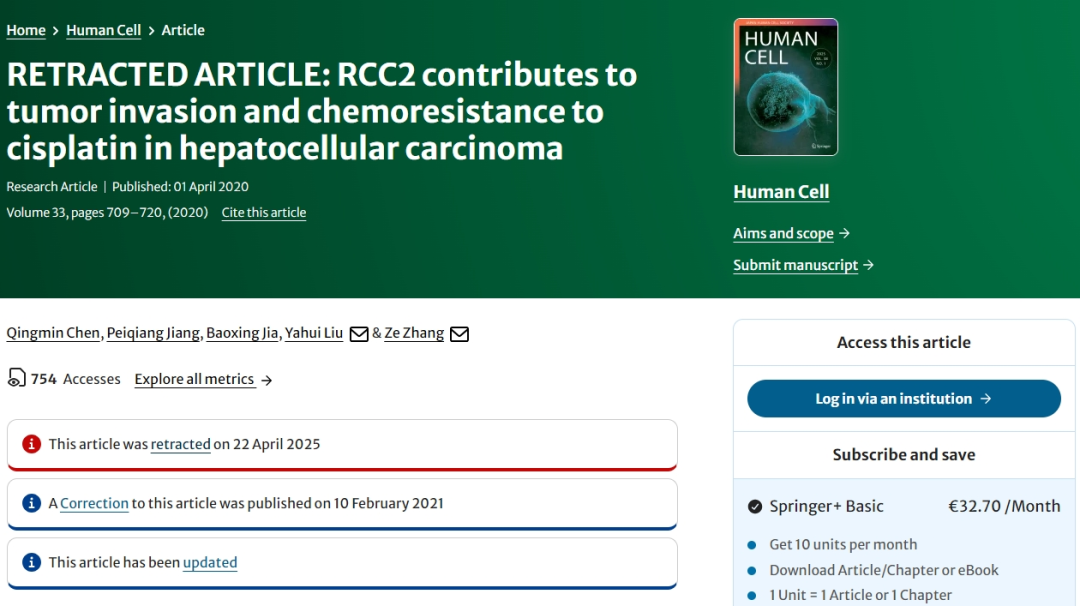 Home > Human Cell > Article
RETRACTED ARTICLE: RCC2 contributes to
tumor invasion and chemoresistance to
cisplatin in hepatocellular carcinoma
Research Article | Published: 01 April 2020
Volume 33, pages 709–720, (2020) Cite this article
HUMAN
CELL
Springer
Human Cell
Aims and scope →
Submit manuscript →
Qingmin Chen, Peiqiang Jiang, Baoxing Jia, Yahui Liu & Ze Zhang
754 Accesses Explore all metrics →
This article was retracted on 22 April 2025
A Correction to this article was published on 10 February 2021
This article has been updated
Access this article
Log in via an institution →
Subscribe and save
Springer+ Basic €32.70 /Month
Get 10 units per month
Download Article/Chapter or eBook
1 Unit = 1 Article or 1 Chapter